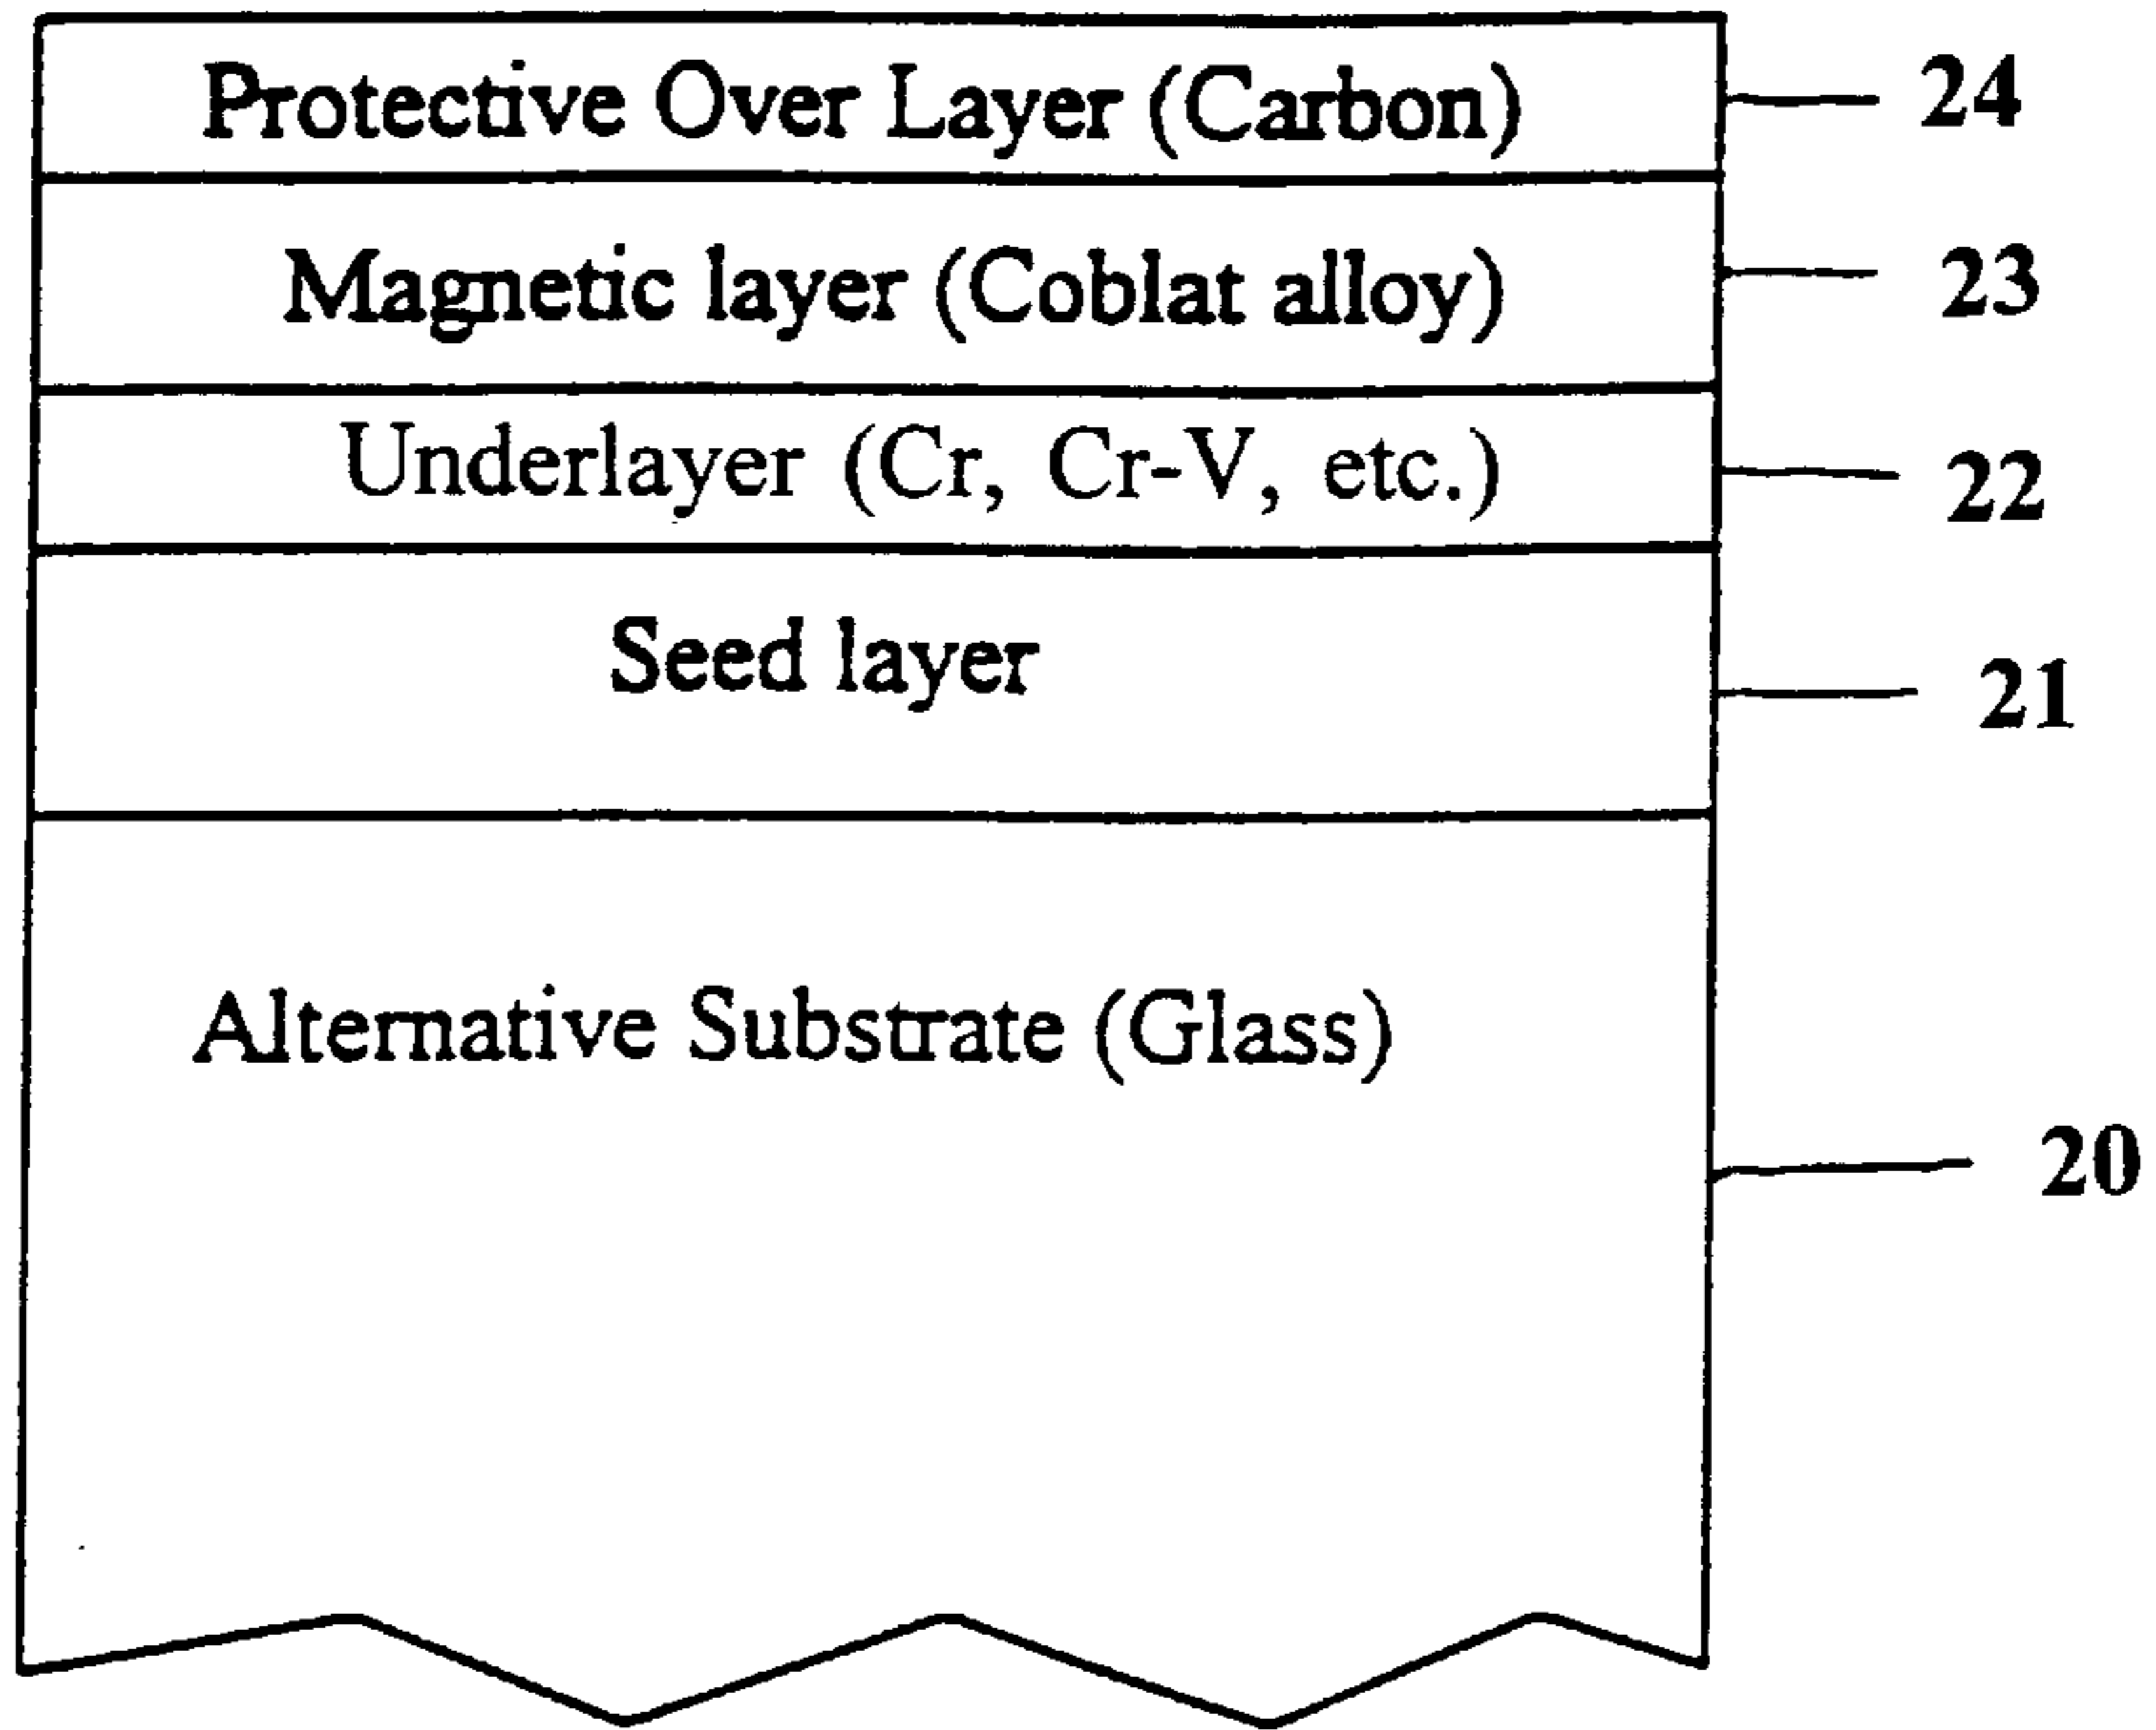 Protective Over Layer (Carbon) 24
Magnetic layer (Coblat alloy) 23
Underlayer (Cr, Cr-V, etc.) 22
Seed layer 21
Alternative Substrate (Glass)
20